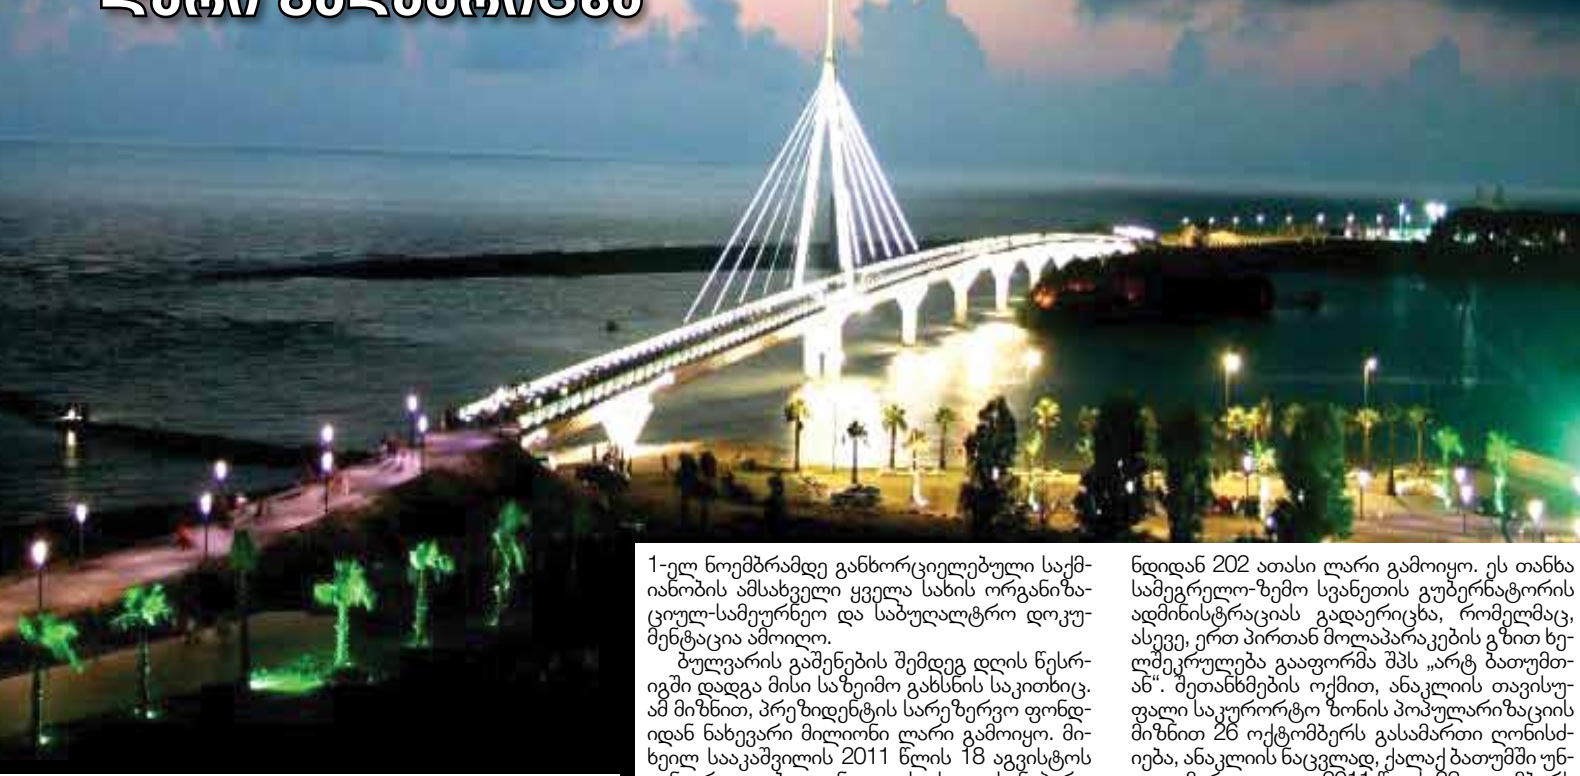 1-ელ ნოემბრამდე განხორციელებული საქმ-
იანობის ამსახველი ყველა სახის ორგანიზა-
ციულ-სამეურნეო და საბუღალტრო დოკუ-
მენტაცია ამოიღო.
ბულვარის გაშენების შემდეგ დღის წესრ-
იგში დადგა მისი საზეიმო გახსნის საკითხიც.
ამ მიზნით, პრეზიდენტის სარეზერვო ფონდ-
იდან ნახევარი მილიონი ლარი გამოიყო. მი-
ხეილ სააკაშვილის 2011 წლის 18 აგვისტოს
ნდიდან 202 ათასი ლარი გამოიყო. ეს თანხა
სამეგრელო-ზემო სვანეთის გუბერნატორის
ადმინისტრაციას გადაერიცხა, რომელმაც,
ასევე, ერთ პირთან მოლაპარაკების გზით ხე-
ლშეკრულება გააფორმა შპს „არტ ბათუმთ-
ან“. შეთანხმების ოქმით, ანაკლიის თავისუ-
ფალი საკურორტო ზონის პოპულარიზაციის
მიზნით 26 ოქტომბერს გასამართი ღონისძ-
იება, ანაკლიის ნაცვლად, ქალაქ ბათუმში უნ-